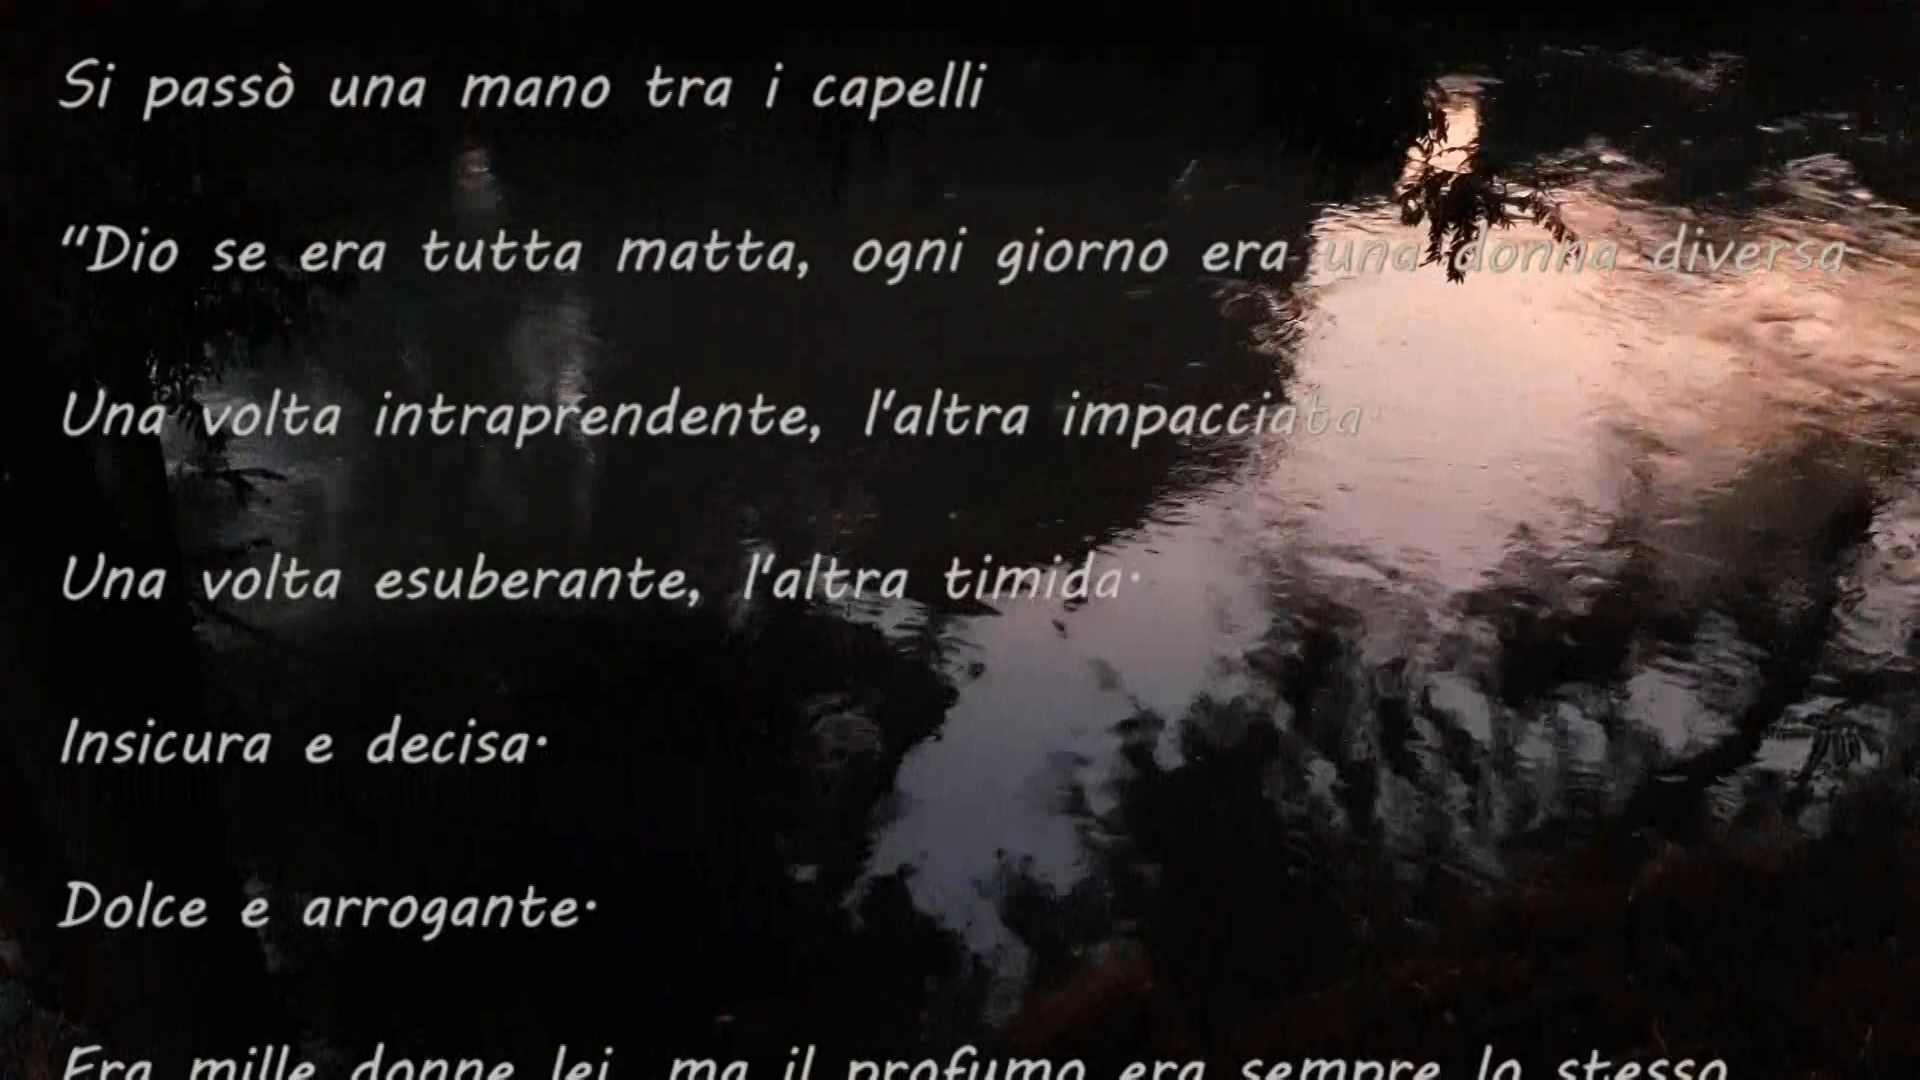 Si passò una mano tra i capelli
“Dio se era tutta matta, ogni giorno era una donna diversa
Una volta intraprendente, l'altra impacciata·
Una volta esuberante, l'altra timida·
Insicura e decisa·
Dolce e arrogante·
Era mille donne lei, ma il profumo era sempre lo stesso